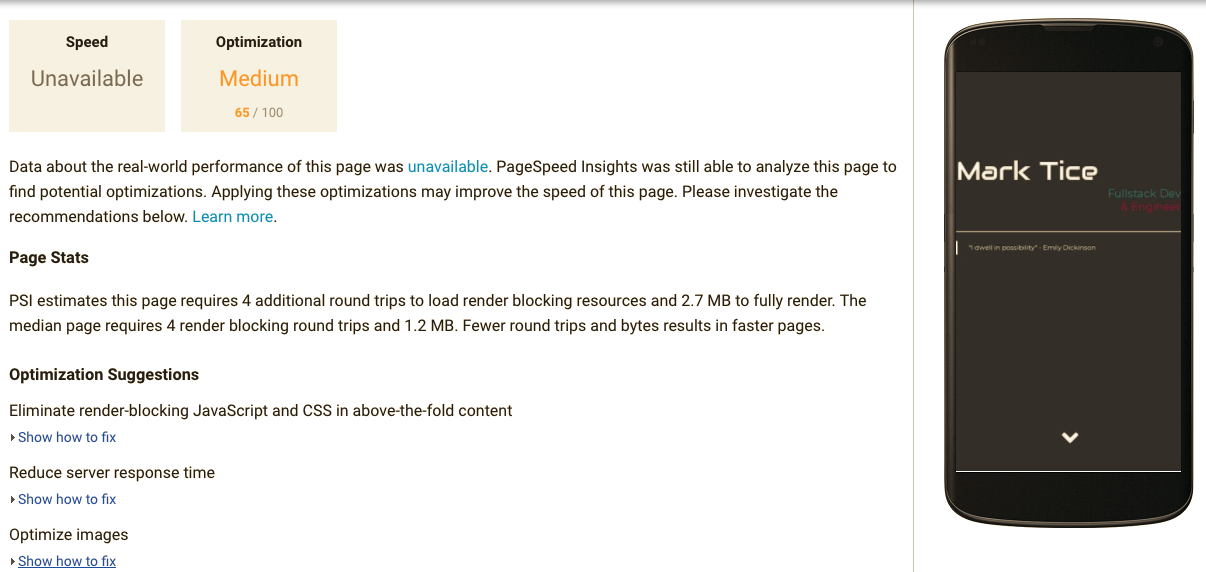 Speed
Unavailable
Optimization
Medium
65 / 100
Data about the real-world performance of this page was unavailable. PageSpeed Insights was still able to analyze this page to
find potential optimizations. Applying these optimizations may improve the speed of this page. Please investigate the
recommendations below. Learn more.
Page Stats
PSI estimates this page requires 4 additional round trips to load render blocking resources and 2.7 MB to fully render. The
median page requires 4 render blocking round trips and 1.2 MB. Fewer round trips and bytes results in faster pages.
Optimization Suggestions
Eliminate render-blocking JavaScript and CSS in above-the-fold content
Show how to fix
Reduce server response time
Show how to fix
Optimize images
Show how to fix
Mark Tice
Fullstack Dev
& Engineer
"I dwell in possibility" - Emily Dickinson